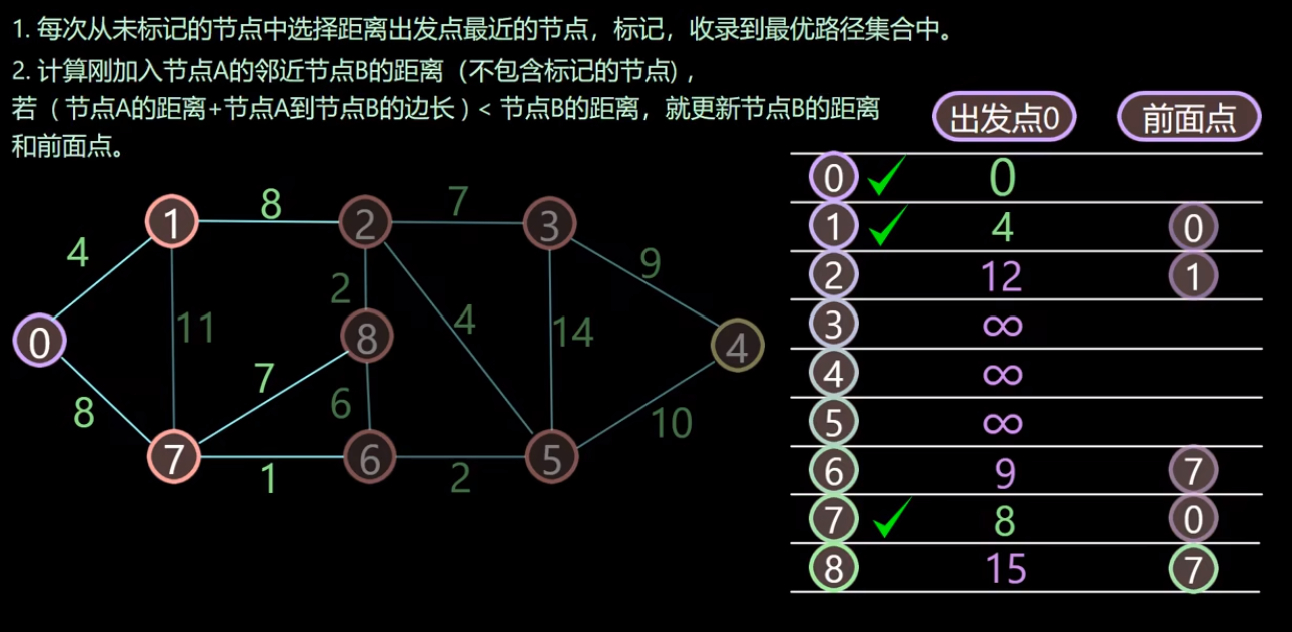 1. 每次从未标记的节点中选择距离出发点最近的节点，标记，收录到最优路径集合中。
2. 计算刚加入节点A的邻近节点B的距离（不包含标记的节点），
若（节点A的距离+节点A到节点B的边长）< 节点B的距离，就更新节点B的距离
和前面点。
出发点0 前面点
0 0
1 4 0
2 12 1
3 ∞
4 ∞
5 ∞
6 9 7
7 8 0
8 15 7
8 7
1 2 3
4 9
2
11 4 14
0 8 4
7
8 6 10
7 6 5
1 2